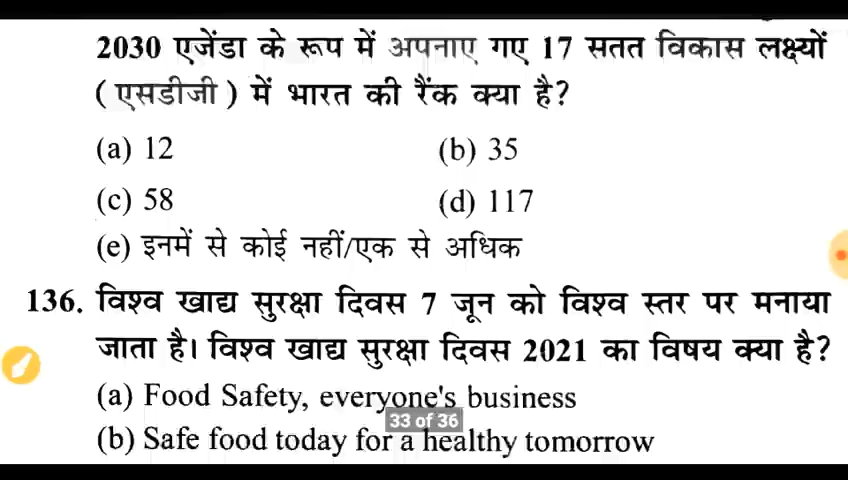 2030 एजेंडा के रूप में अपनाए गए 17 सतत विकास लक्ष्यों
( एसडीजी ) में भारत की रैंक क्या है?
(a) 12 (b) 35
(c) 58 (d) 117
(e) इनमें से कोई नहीं/एक से अधिक
136. विश्व खाद्य सुरक्षा दिवस 7 जून को विश्व स्तर पर मनाया
जाता है। विश्व खाद्य सुरक्षा दिवस 2021 का विषय क्या है?
(a) Food Safety, everyone's business
33 of 36
(b) Safe food today for a healthy tomorrow